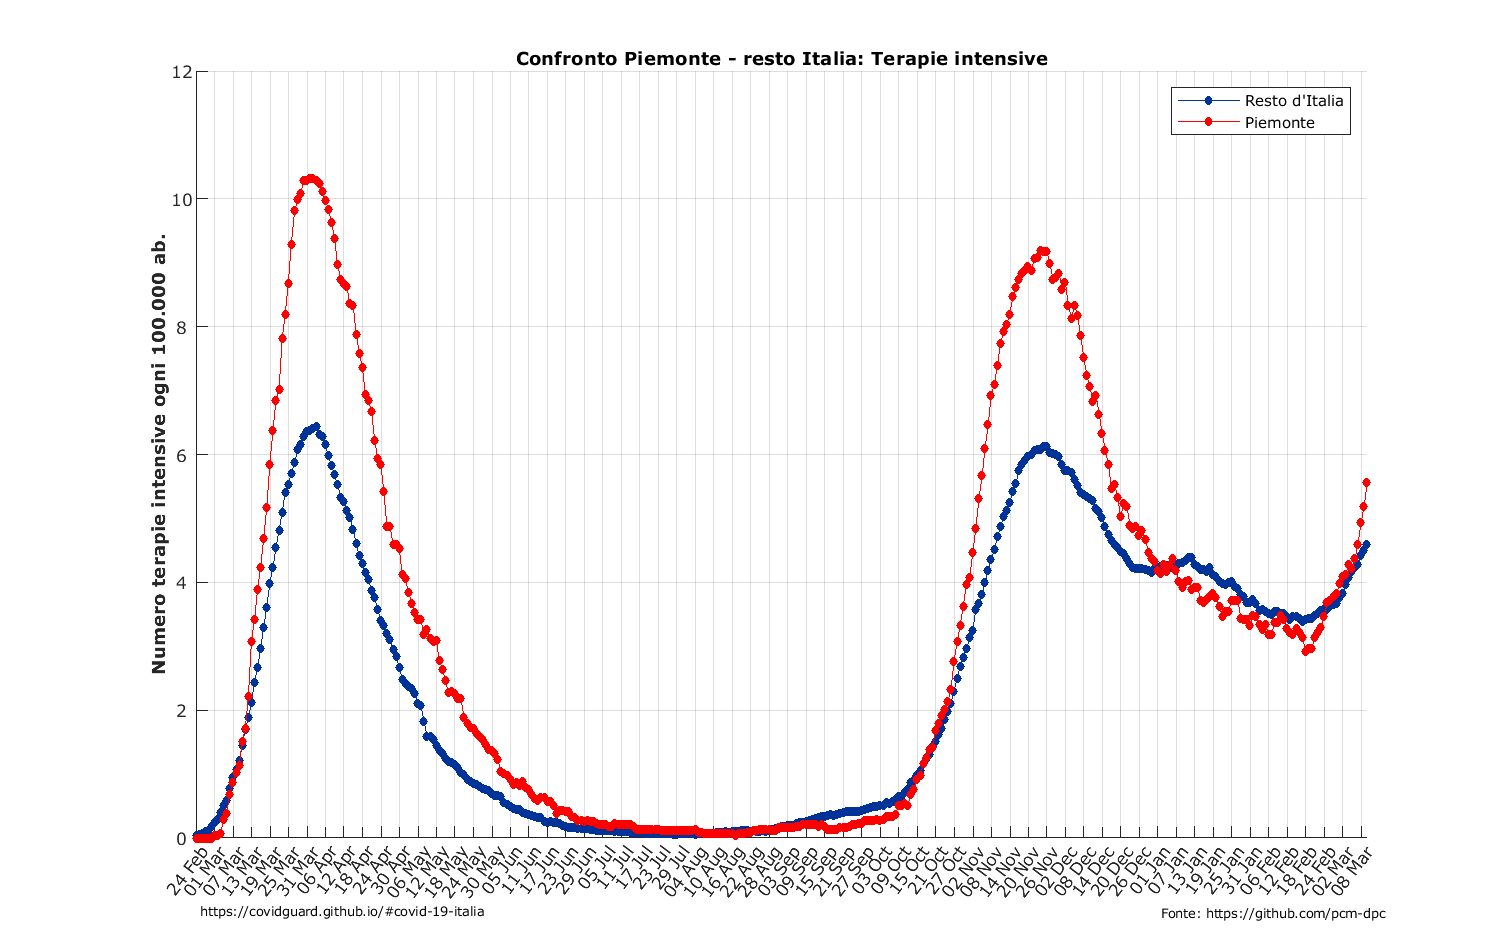 Confronto Piemonte - resto Italia: Terapie intensive
Resto d'Italia
Piemonte
Numero terapie intensive ogni 100.000 ab.
12
10
8
6
4
2
0
24 Feb
01 Mar
07 Mar
13 Mar
19 Mar
25 Mar
31 Mar
06 Apr
12 Apr
18 Apr
24 Apr
30 Apr
06 May
12 May
18 May
24 May
30 May
05 Jun
11 Jun
17 Jun
23 Jun
29 Jul
05 Jul
11 Jul
17 Jul
23 Jul
29 Aug
04 Aug
10 Aug
16 Aug
22 Aug
28 Aug
03 Sep
09 Sep
15 Sep
21 Sep
27 Oct
03 Oct
09 Oct
15 Oct
21 Oct
27 Oct
02 Nov
08 Nov
14 Nov
20 Nov
26 Dec
02 Dec
08 Dec
14 Dec
20 Dec
26 Dec
01 Jan
07 Jan
13 Jan
19 Jan
25 Jan
31 Feb
06 Feb
12 Feb
18 Feb
24 Mar
02 Mar
08 Mar
https://covidguard.github.io/#covid-19-italia
Fonte: https://github.com/pcm-dpc